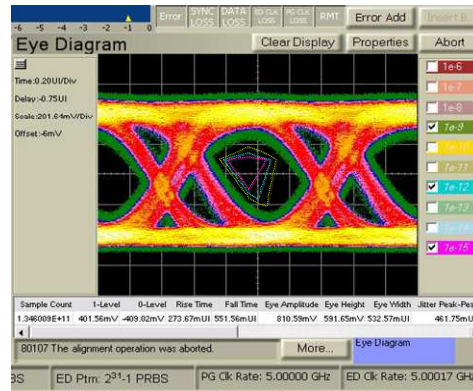 -6 -5 -4 -3 -2 -1 0
Error SYNC LOSS DATA LOSS ED CLK LOSS PG CLK LOSS RMT Error Add Insert E
Eye Diagram Clear Display Properties Abort
Time:0.20UI/Div
Delay:-0.75UI
Scale:201.64mV/Div
Offset:-6mV
1e-6
1e-7
1e-8
1e-9
1e-10
1e-11
1e-12
1e-13
1e-14
1e-15
Sample Count 1-Level 0-Level Rise Time Fall Time Eye Amplitude Eye Height Eye Width Jitter Peak-Pea
1.346009E+11 401.56mV -409.02mV 273.67mUI 551.56mUI 810.59mV 591.65mV 532.57mUI 461.75mU
80107 The alignment operation was aborted. More... Eye Diagram
BS ED Ptrn: 2³¹-1 PRBS PG Clk Rate: 5.00000 GHz ED Clk Rate: 5.00017 GH